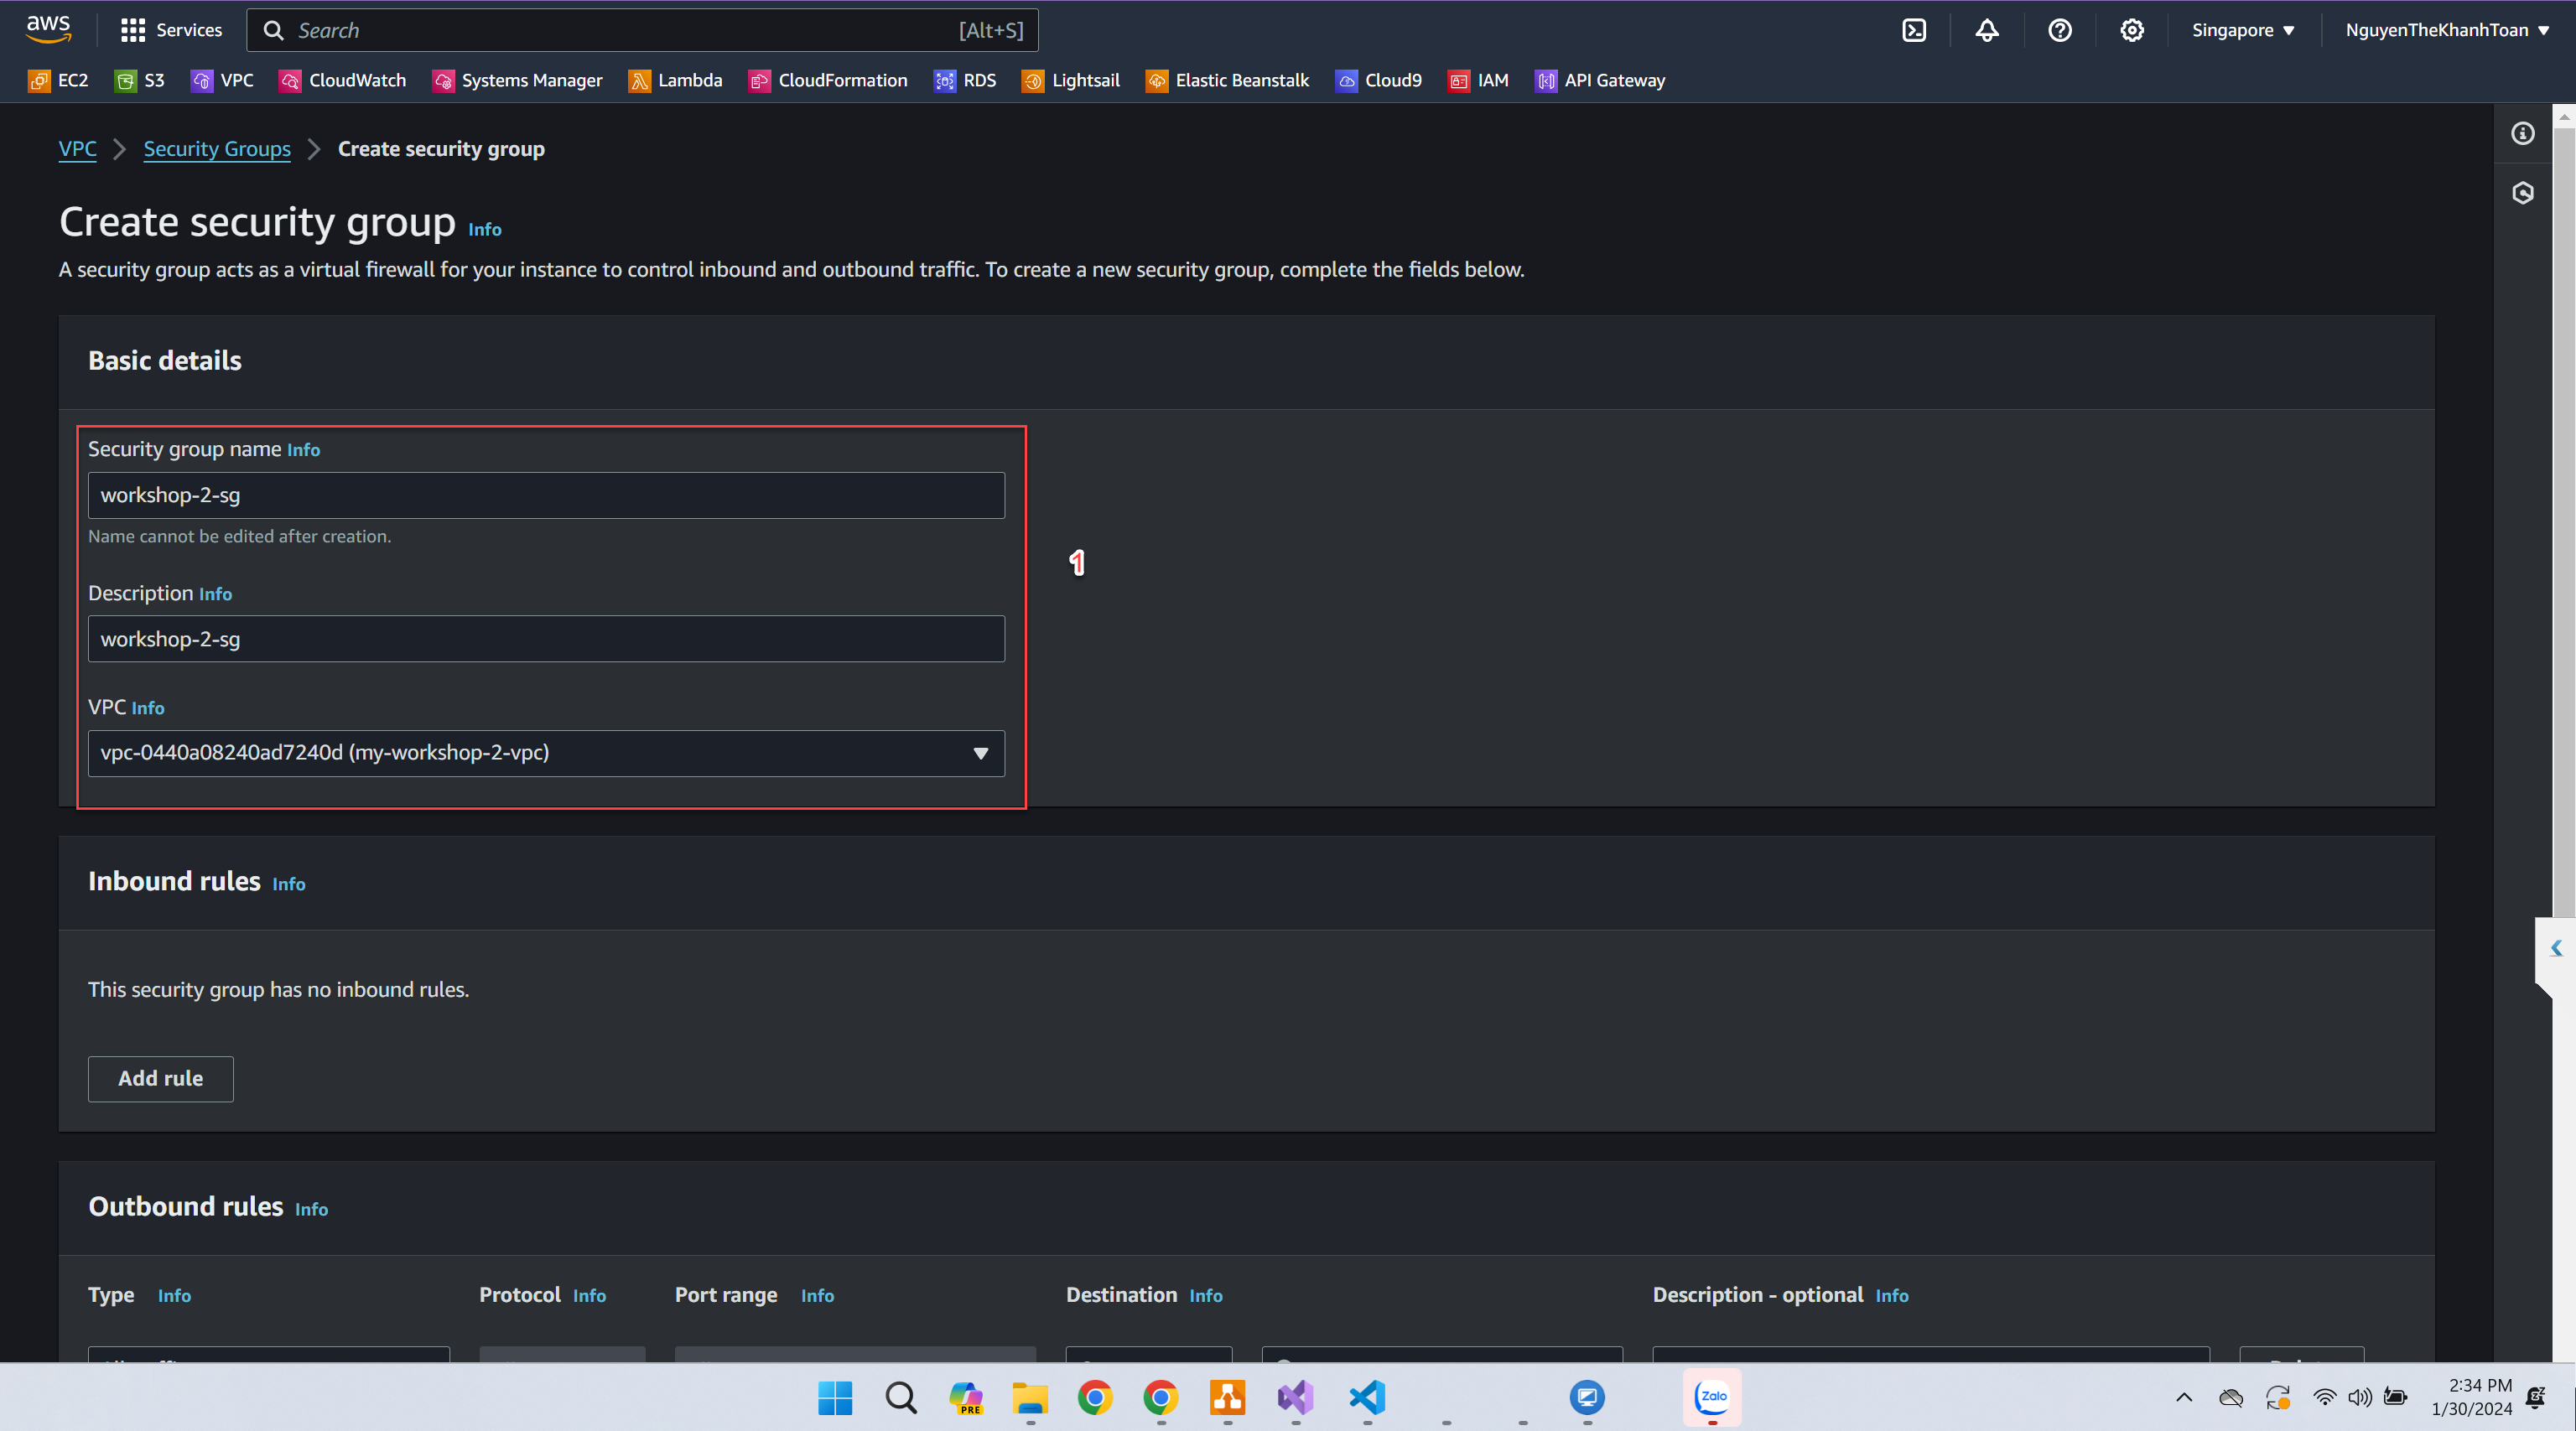 aws Services Search [Alt+S] Singapore ▼ NguyenTheKhanhToan ▼
EC2 S3 VPC CloudWatch Systems Manager Lambda CloudFormation RDS Lightsail Elastic Beanstalk Cloud9 IAM API Gateway
VPC > Security Groups > Create security group
Create security group Info
A security group acts as a virtual firewall for your instance to control inbound and outbound traffic. To create a new security group, complete the fields below.
Basic details
Security group name Info
workshop-2-sg
Name cannot be edited after creation.
1
Description Info
workshop-2-sg
VPC Info
vpc-0440a08240ad7240d (my-workshop-2-vpc)
Inbound rules Info
This security group has no inbound rules.
Add rule
Outbound rules Info
Type Info Protocol Info Port range Info Destination Info Description - optional Info
PRE
Zalo
2:34 PM
1/30/2024